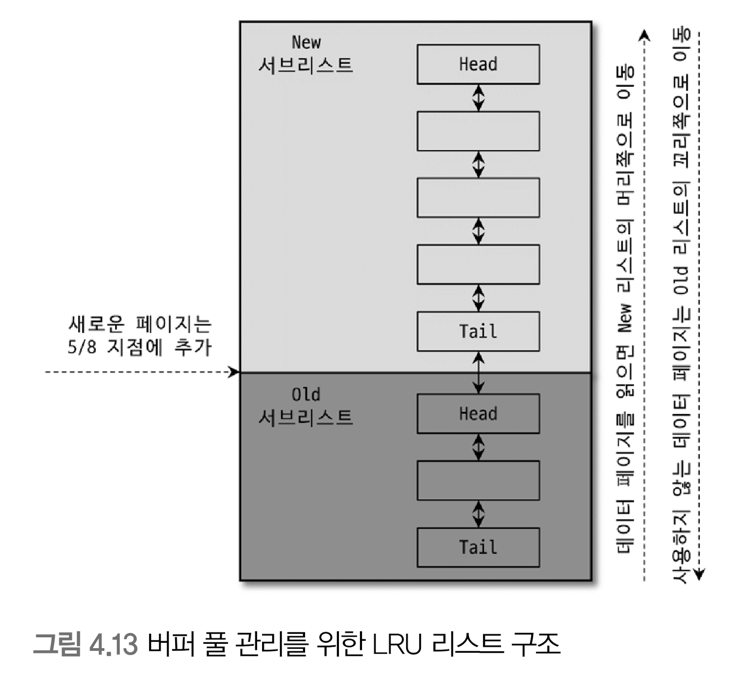 New
서브리스트
Head
Tail
새로운 페이지는
5/8 지점에 추가
Old
서브리스트
Head
Tail
데이터 페이지를 읽으면 New 리스트의 머리쪽으로 이동
사용하지 않는 데이터 페이지는 Old 리스트의 꼬리쪽으로 이동
그림 4.13 버퍼 풀 관리를 위한 LRU 리스트 구조